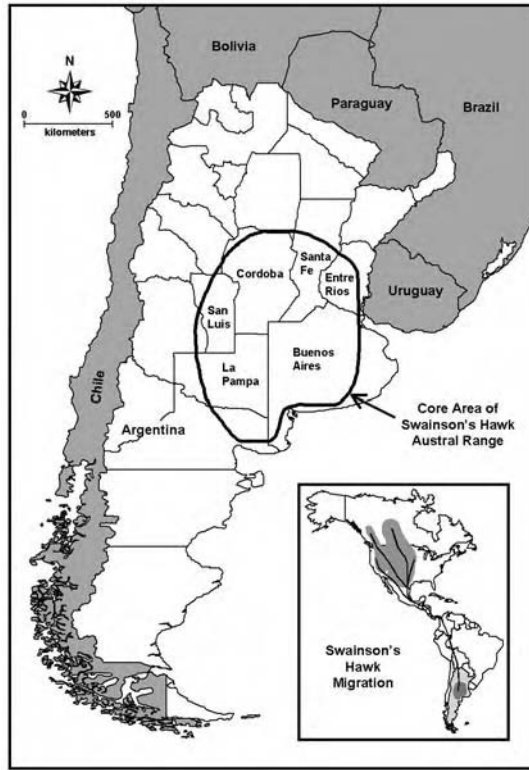 Bolivia
N
Paraguay
Brazil
0 500
kilometers
Cordoba
Santa
Fe
Entre
Rios
Uruguay
San
Luis
Buenos
Aires
La
Pampa
Chile
Argentina
Core Area of
Swainson's Hawk
Austral Range
Swainson's
Hawk
Migration